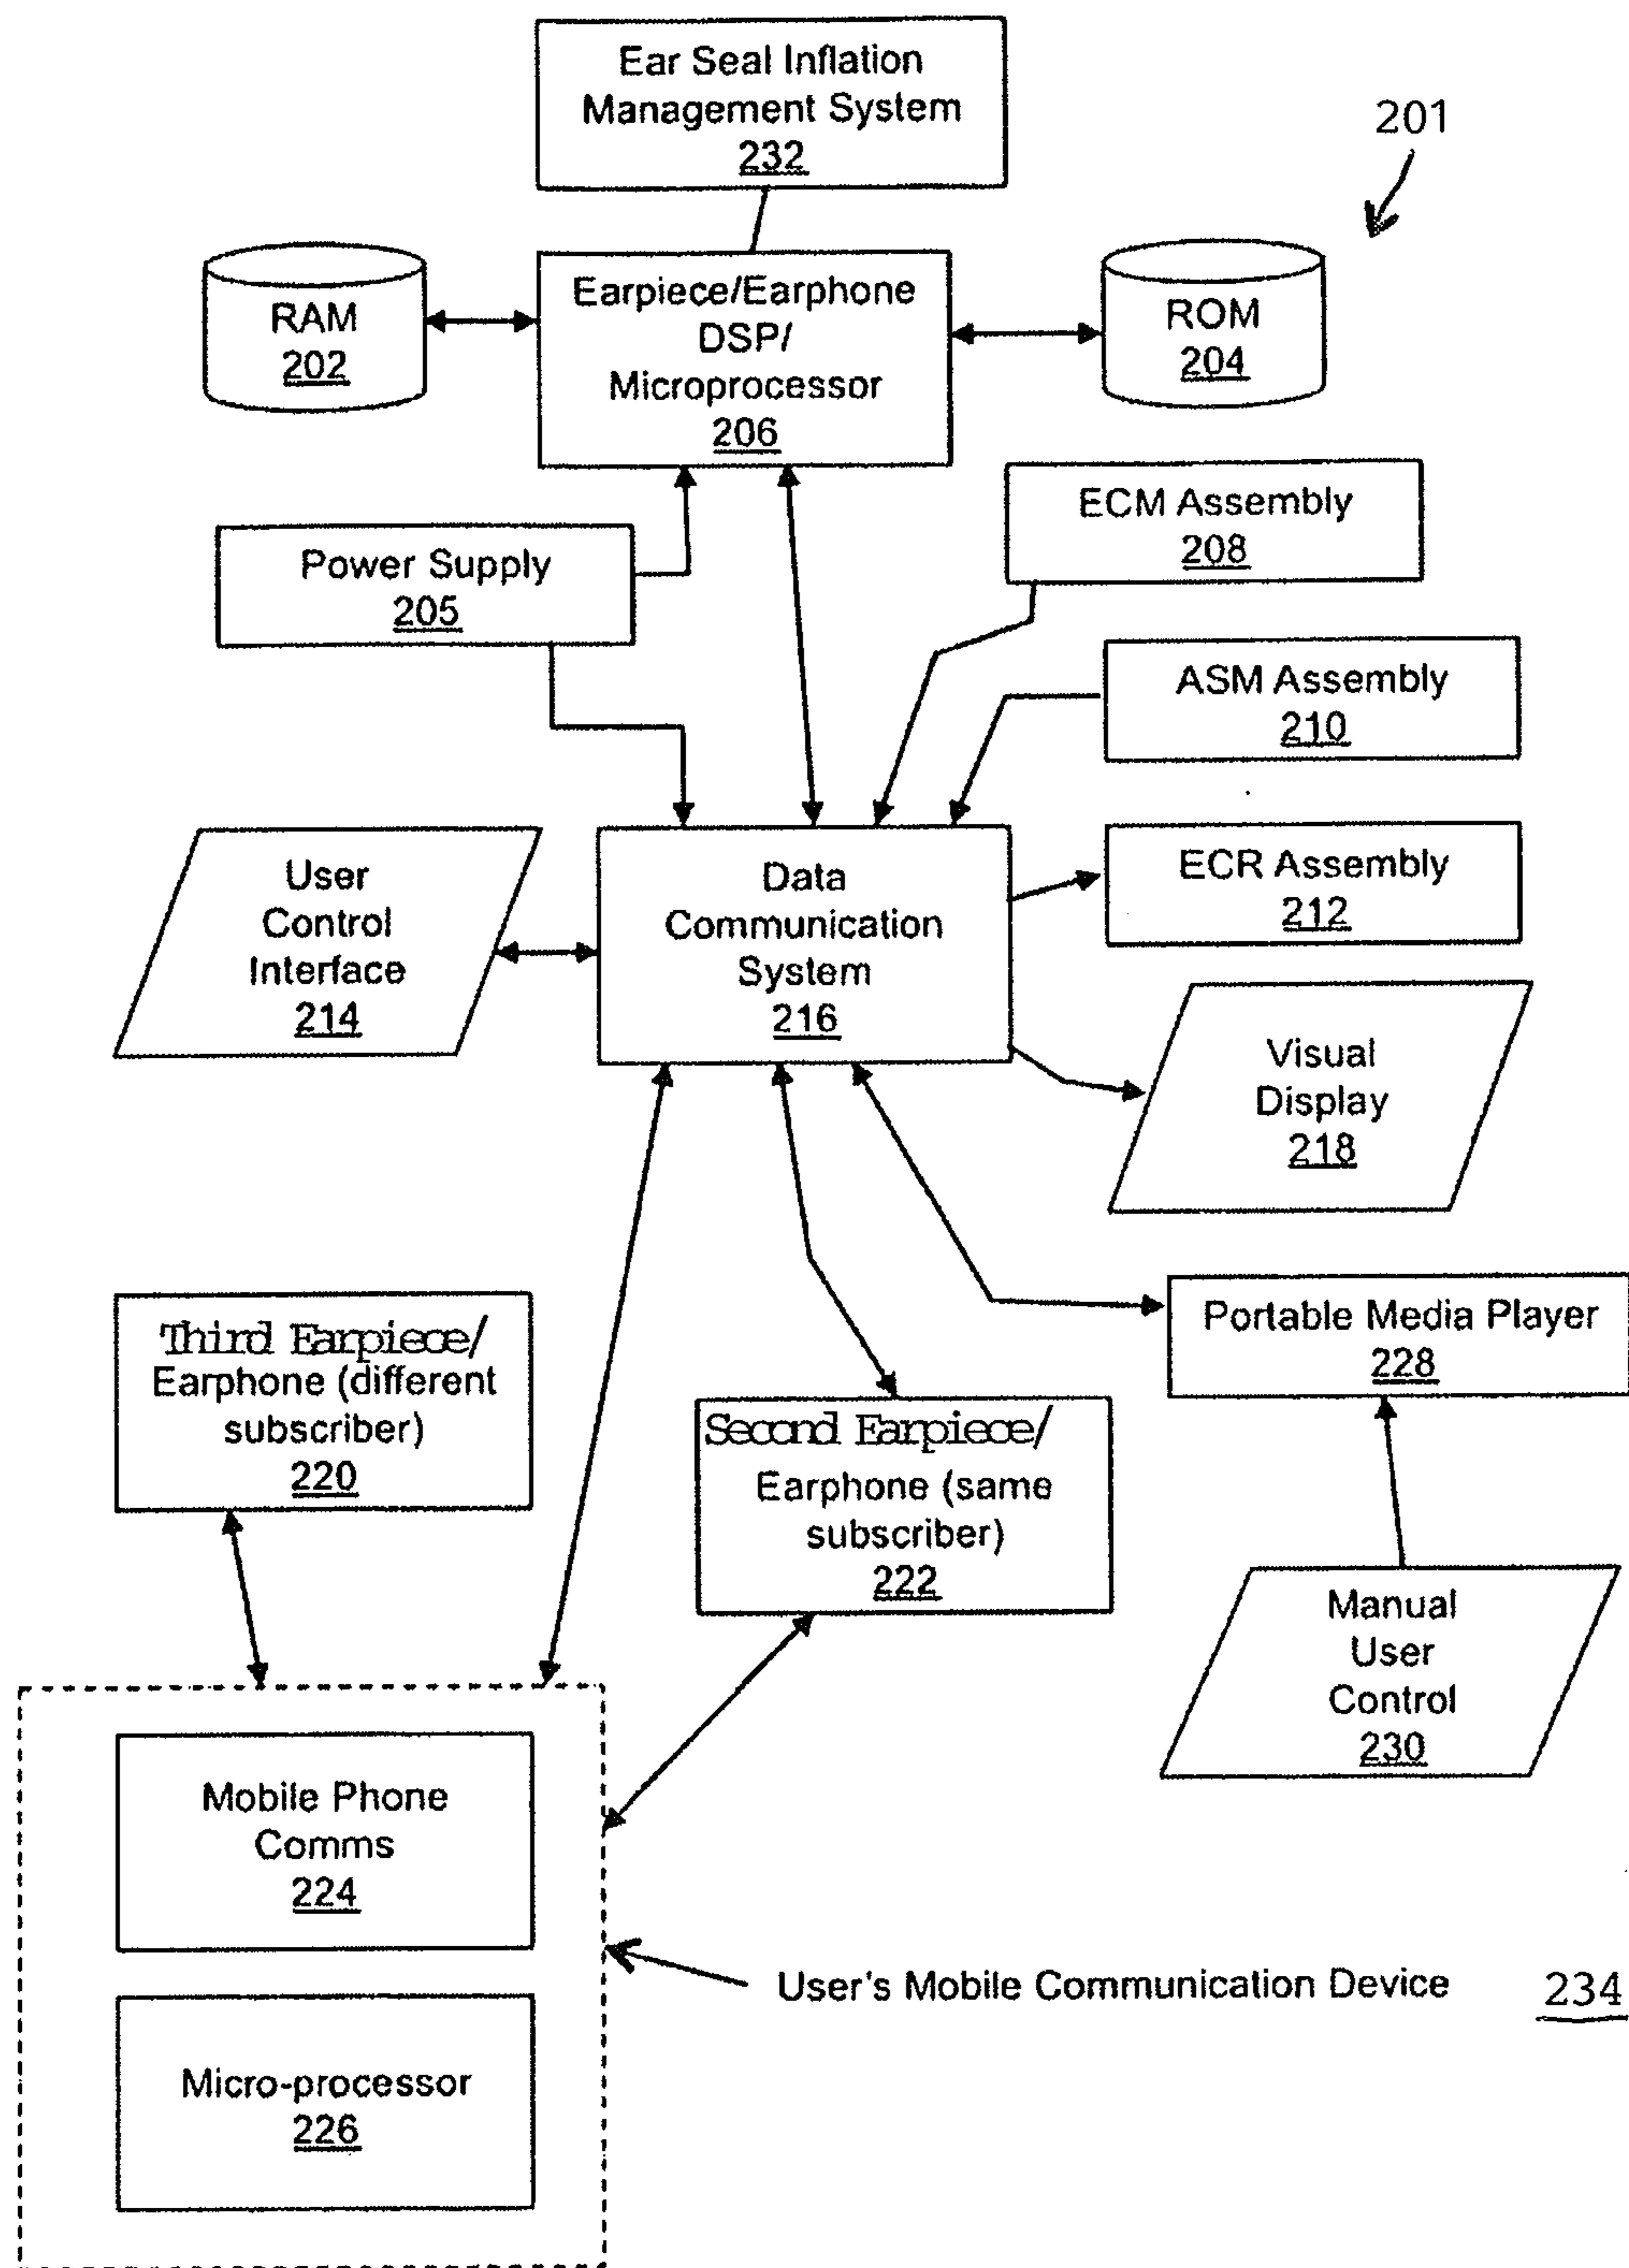 Ear Seal Inflation
Management System
232
201
RAM
202
Earpiece/Earphone
DSP/
Microprocessor
206
ROM
204
ECM Assembly
208
Power Supply
205
ASM Assembly
210
User
Control
Interface
214
Data
Communication
System
216
ECR Assembly
212
Visual
Display
218
Third Earpiece/
Earphone (different
subscriber)
220
Second Earpiece/
Earphone (same
subscriber)
222
Portable Media Player
228
Manual
User
Control
230
Mobile Phone
Comms
224
User's Mobile Communication Device 234
Micro-processor
226